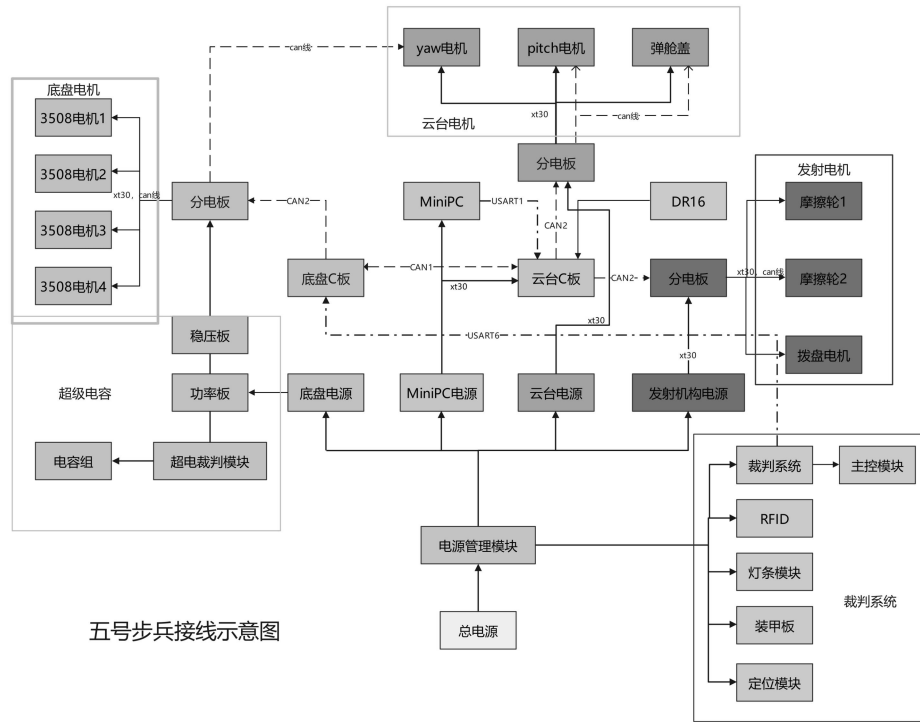 can线
yaw电机
pitch电机
弹舱盖
云台电机
xt30
can线
底盘电机
3508电机1
3508电机2
3508电机3
3508电机4
xt30，can线
分电板
CAN2
分电板
MiniPC
USART1
CAN2
DR16
发射电机
摩擦轮1
摩擦轮2
拨盘电机
底盘C板
CAN1
xt30
云台C板
CAN2
分电板
xt30，can线
xt30
USART6
xt30
稳压板
超级电容
功率板
底盘电源
MiniPC电源
云台电源
发射机构电源
电容组
超电裁判模块
裁判系统
主控模块
RFID
灯条模块
裁判系统
装甲板
定位模块
电源管理模块
总电源
五号步兵接线示意图